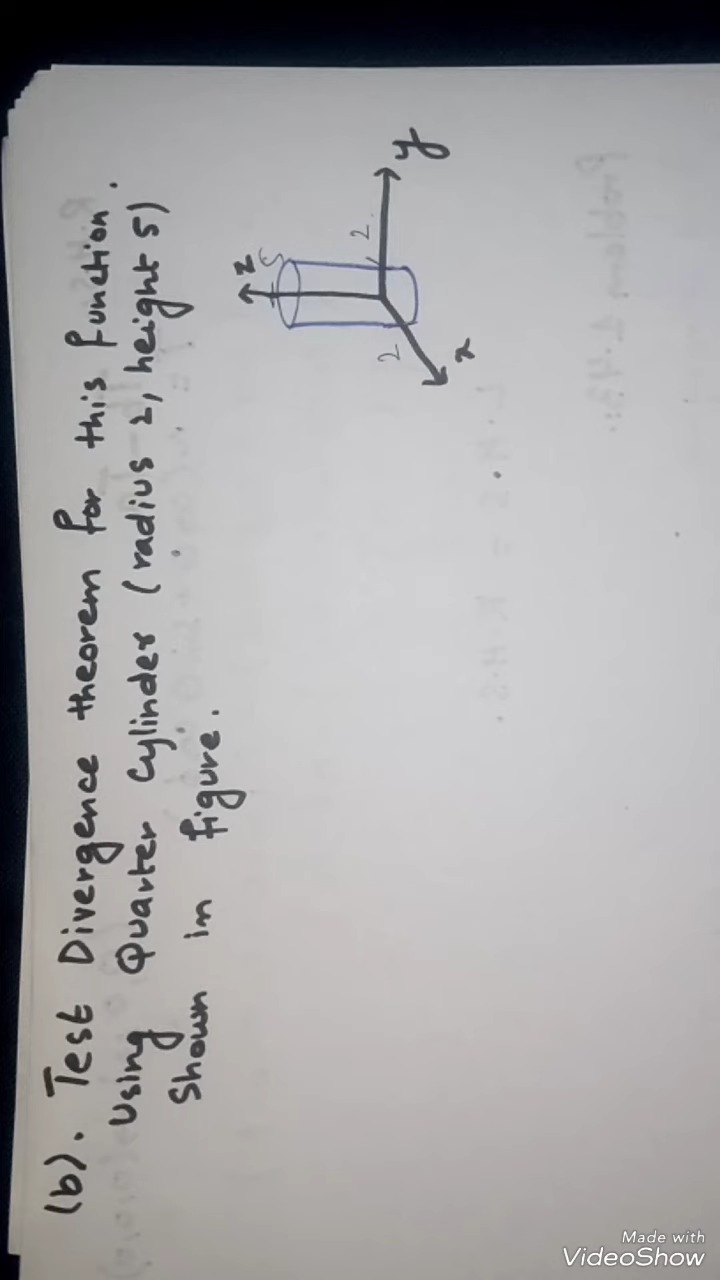 (b). Test Divergence theorem for this function.
Using Quarter Cylinder (radius 2, height 5)
Shown in figure.
z
5
2
y
2
x
Made with
VideoShow